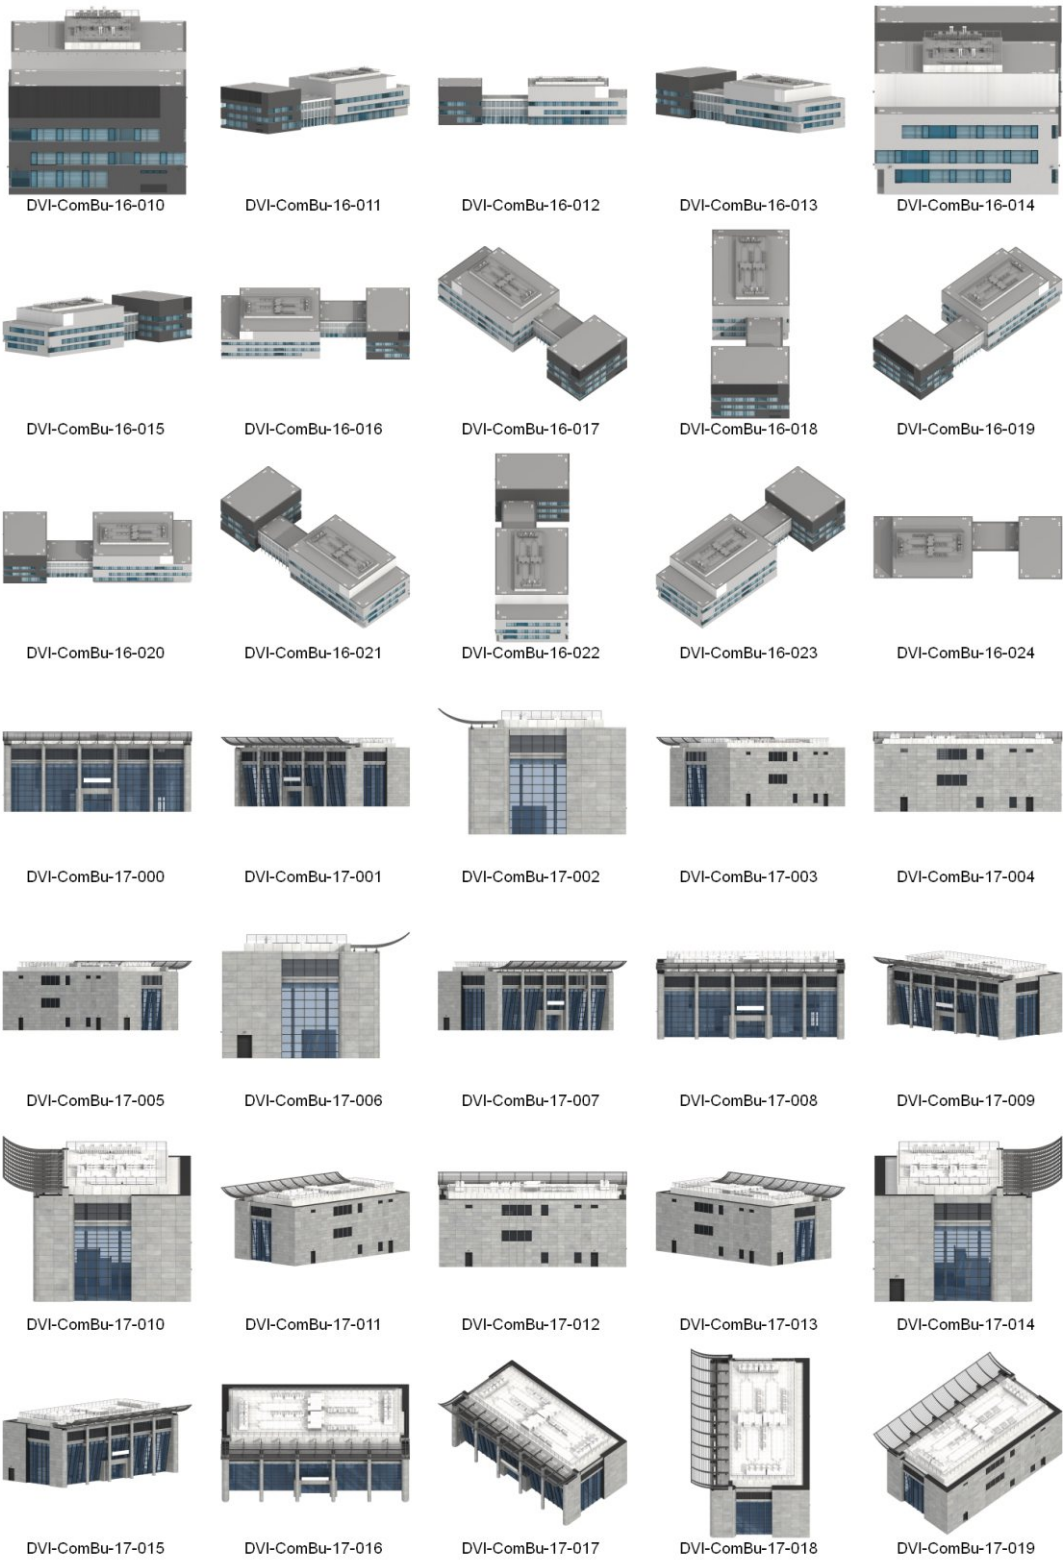 DVI-ComBu-16-010 DVI-ComBu-16-011 DVI-ComBu-16-012 DVI-ComBu-16-013 DVI-ComBu-16-014
DVI-ComBu-16-015 DVI-ComBu-16-016 DVI-ComBu-16-017 DVI-ComBu-16-018 DVI-ComBu-16-019
DVI-ComBu-16-020 DVI-ComBu-16-021 DVI-ComBu-16-022 DVI-ComBu-16-023 DVI-ComBu-16-024
DVI-ComBu-17-000 DVI-ComBu-17-001 DVI-ComBu-17-002 DVI-ComBu-17-003 DVI-ComBu-17-004
DVI-ComBu-17-005 DVI-ComBu-17-006 DVI-ComBu-17-007 DVI-ComBu-17-008 DVI-ComBu-17-009
DVI-ComBu-17-010 DVI-ComBu-17-011 DVI-ComBu-17-012 DVI-ComBu-17-013 DVI-ComBu-17-014
DVI-ComBu-17-015 DVI-ComBu-17-016 DVI-ComBu-17-017 DVI-ComBu-17-018 DVI-ComBu-17-019